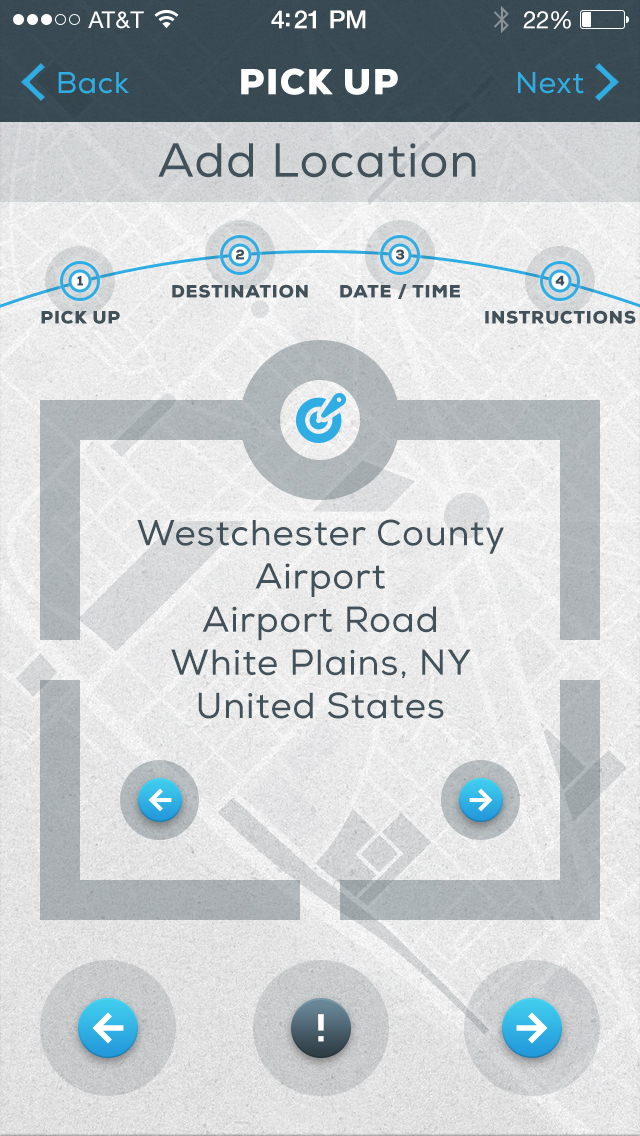 AT&T 4:21 PM 22%
Back PICK UP Next
Add Location
1 2 3 4
DESTINATION DATE / TIME
PICK UP INSTRUCTIONS
Westchester County
Airport
Airport Road
White Plains, NY
United States
!